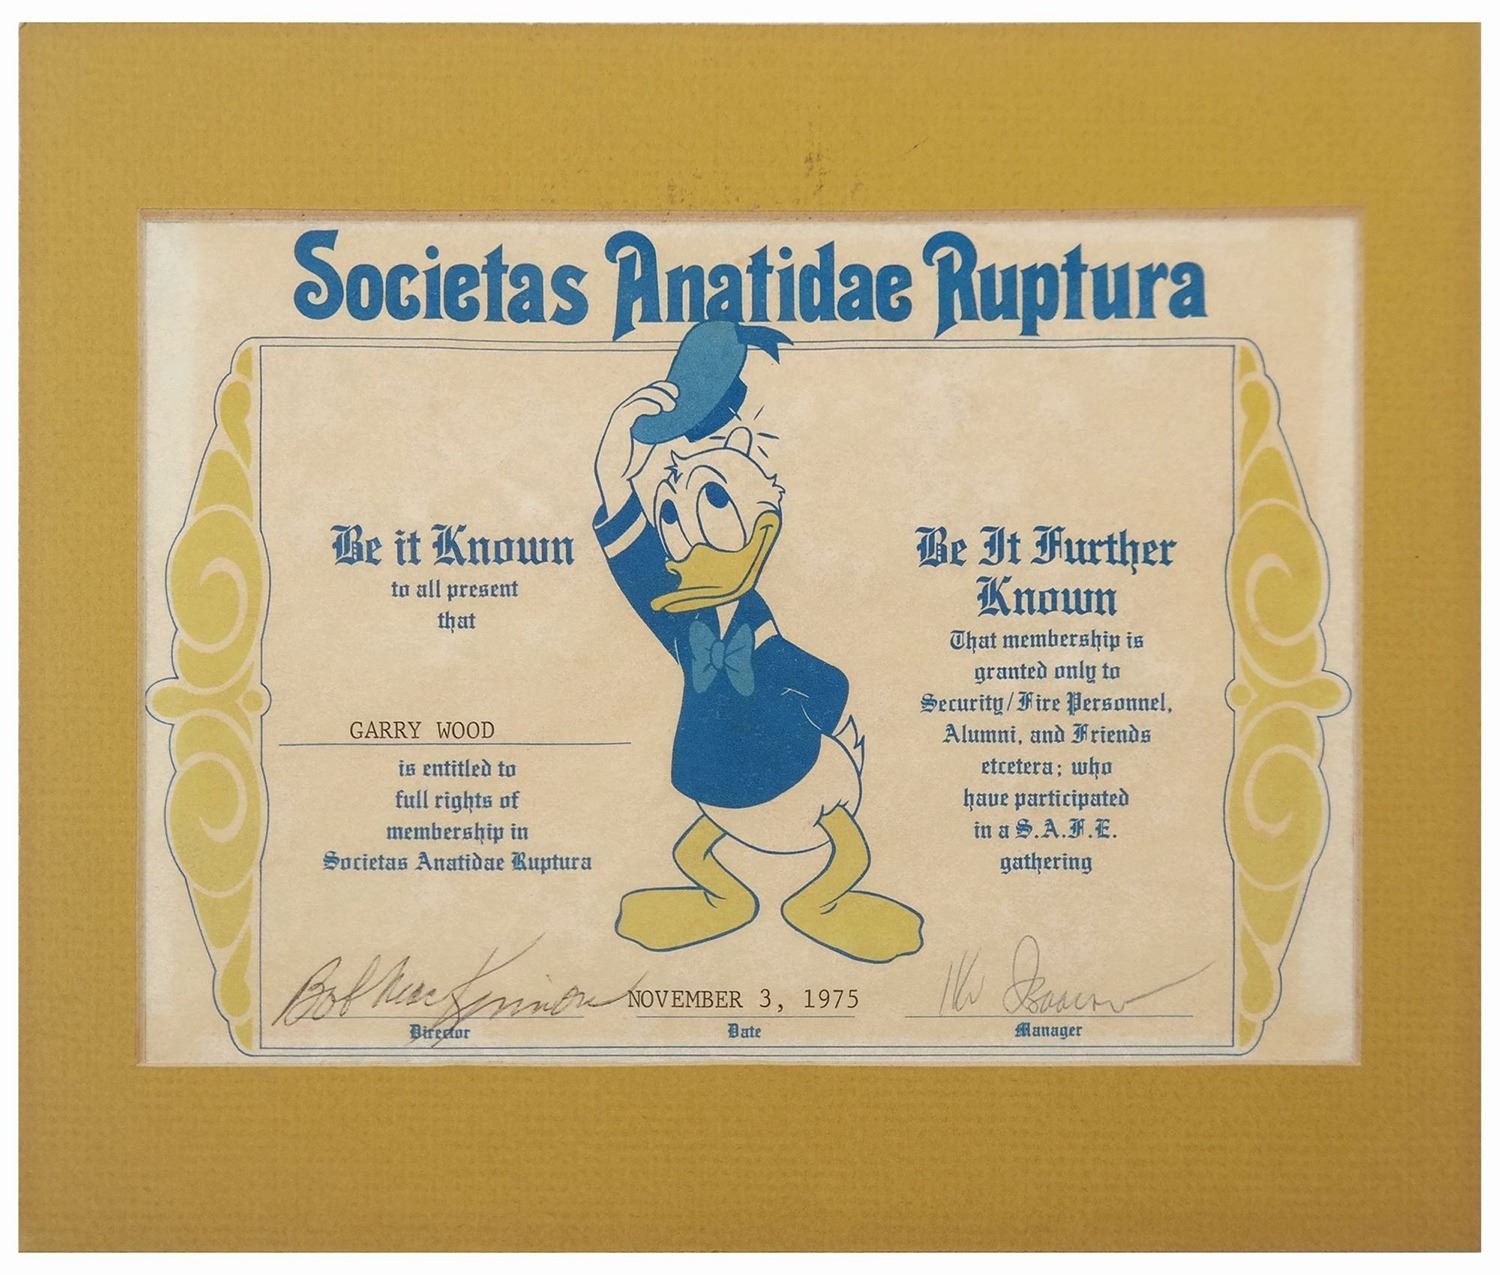 Societas Anatidae Ruptura
Be it Known
to all present
that
GARRY WOOD
is entitled to
full rights of
membership in
Societas Anatidae Ruptura
Be It Further
Known
That membership is
granted only to
Security/Fire Personnel,
Alumni, and Friends
etcetera; who
have participated
in a S.A.F.E.
gathering
Bob MacKinnon
Director
NOVEMBER 3, 1975
Date
Manager